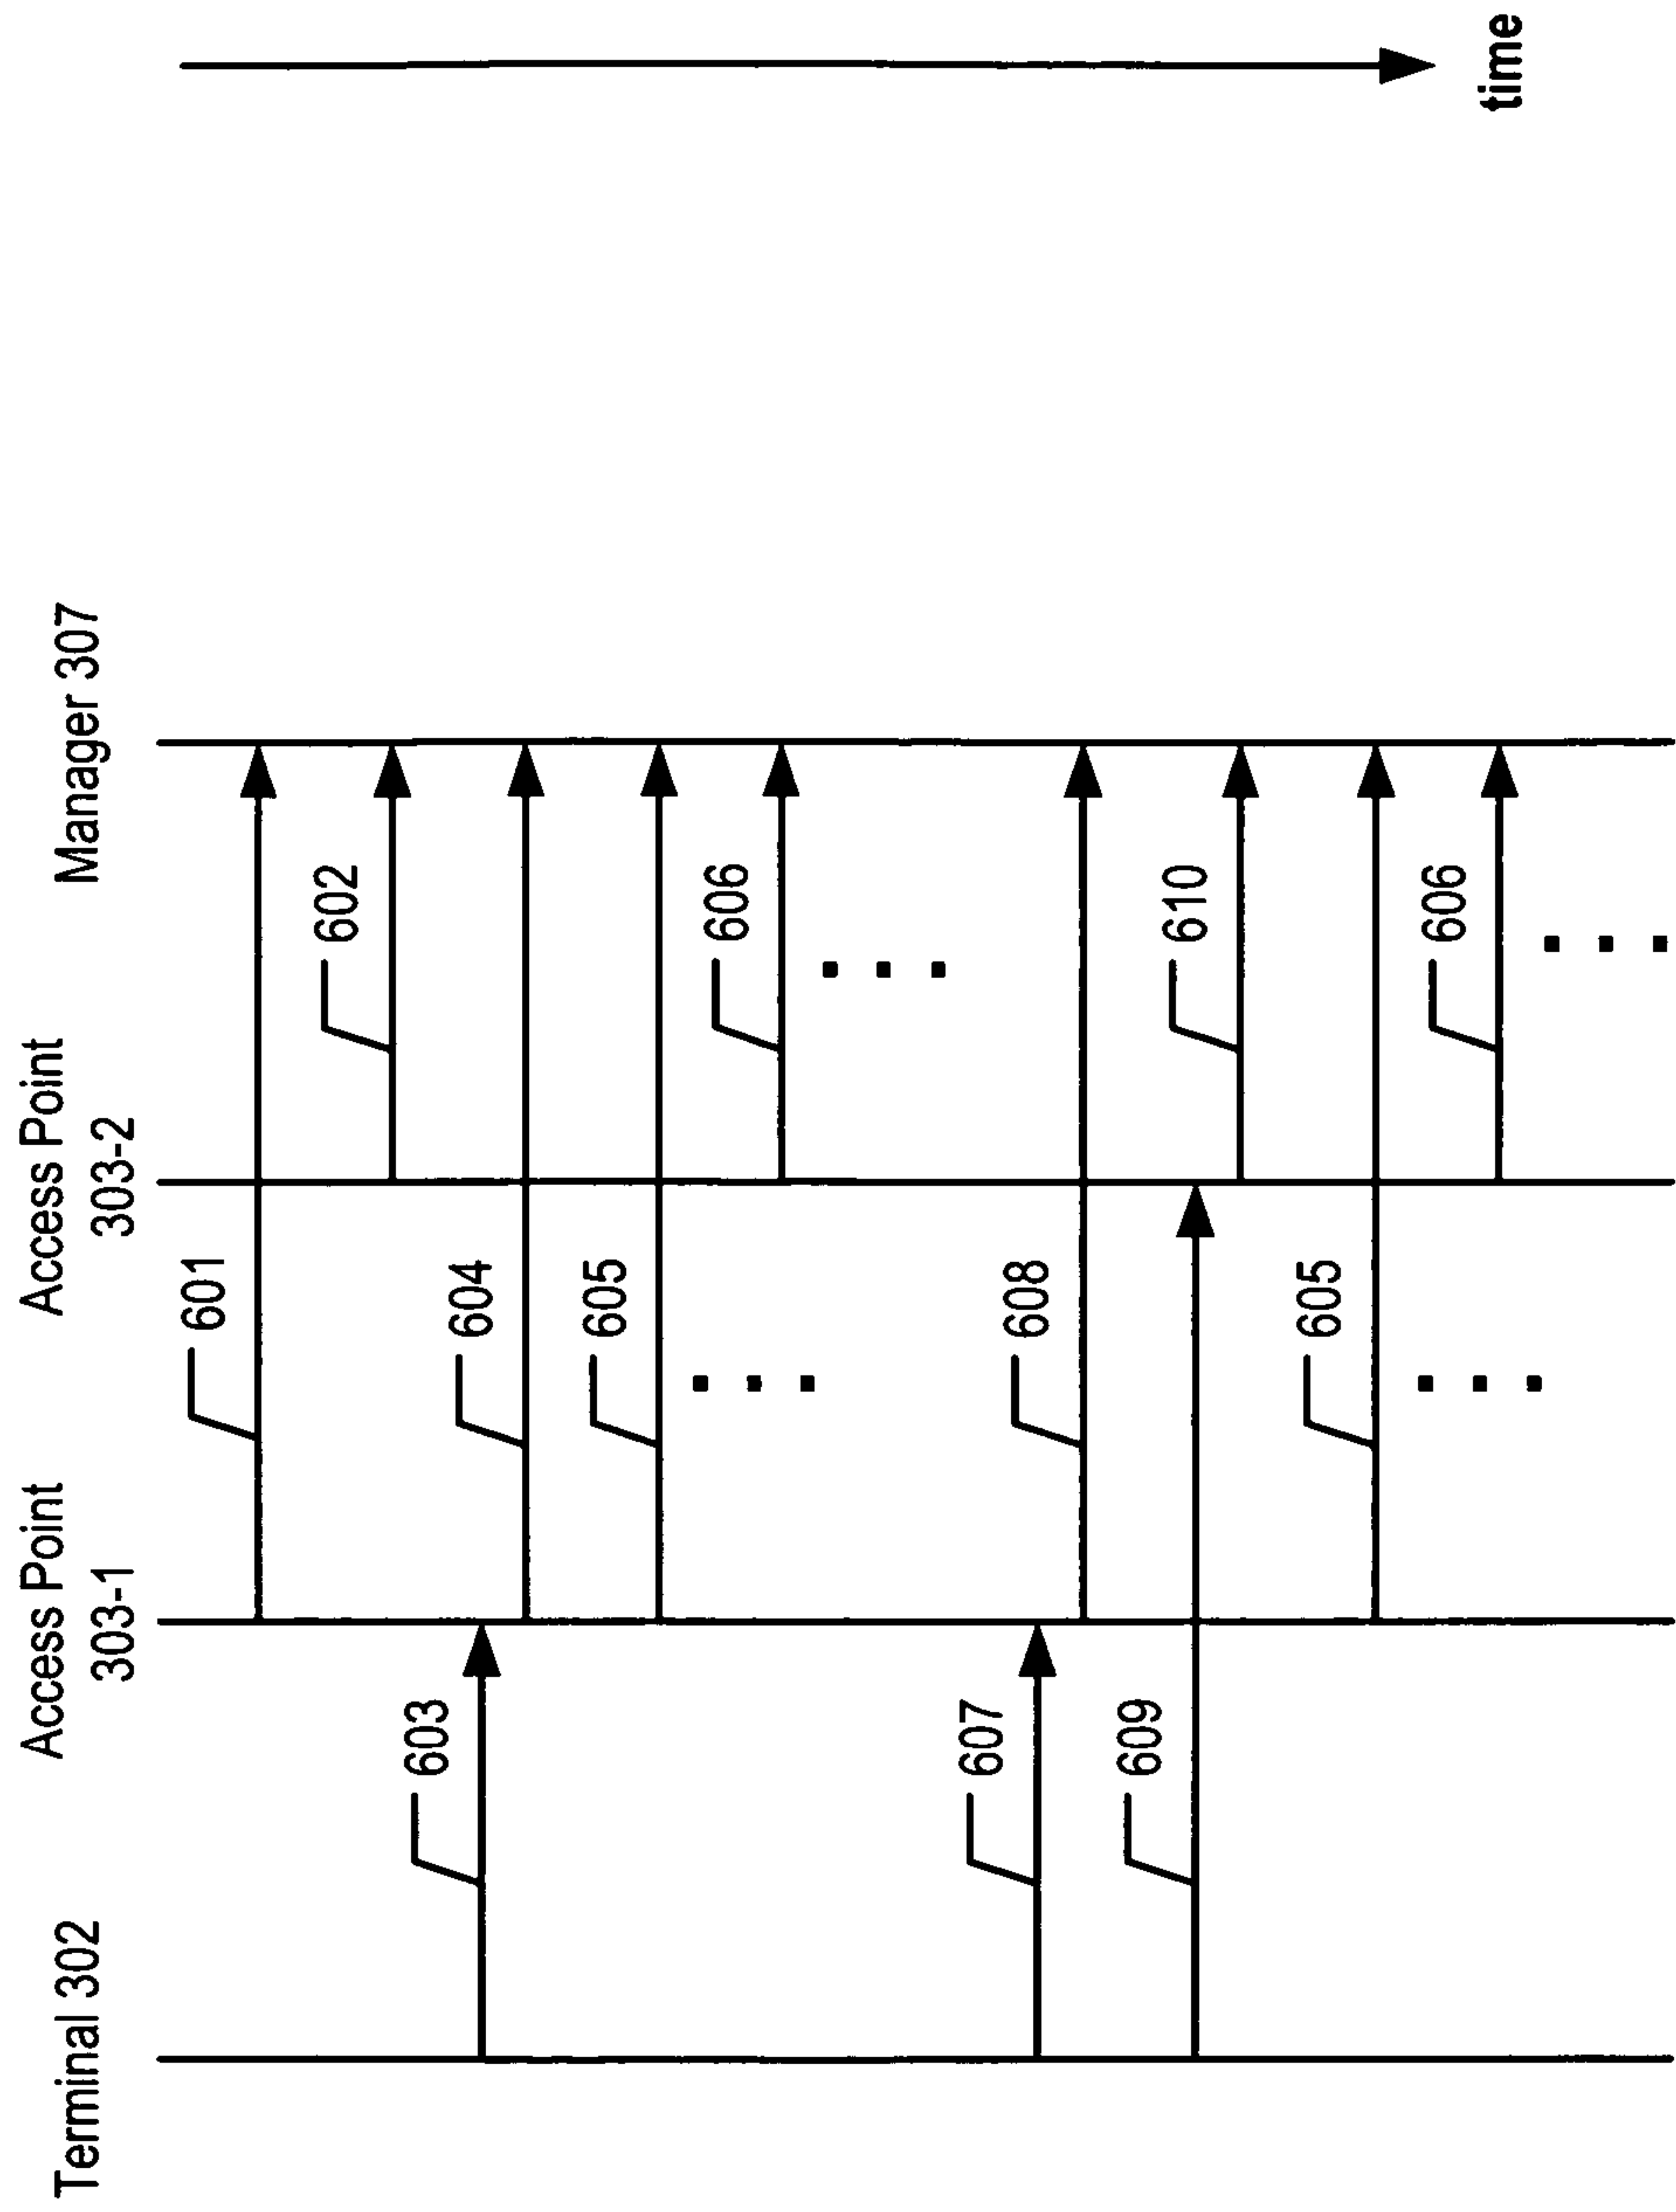 Terminal 302
Access Point
303-1
Access Point
303-2
Manager 307
601
602
603
604
605
606
607
608
609
610
605
606
time